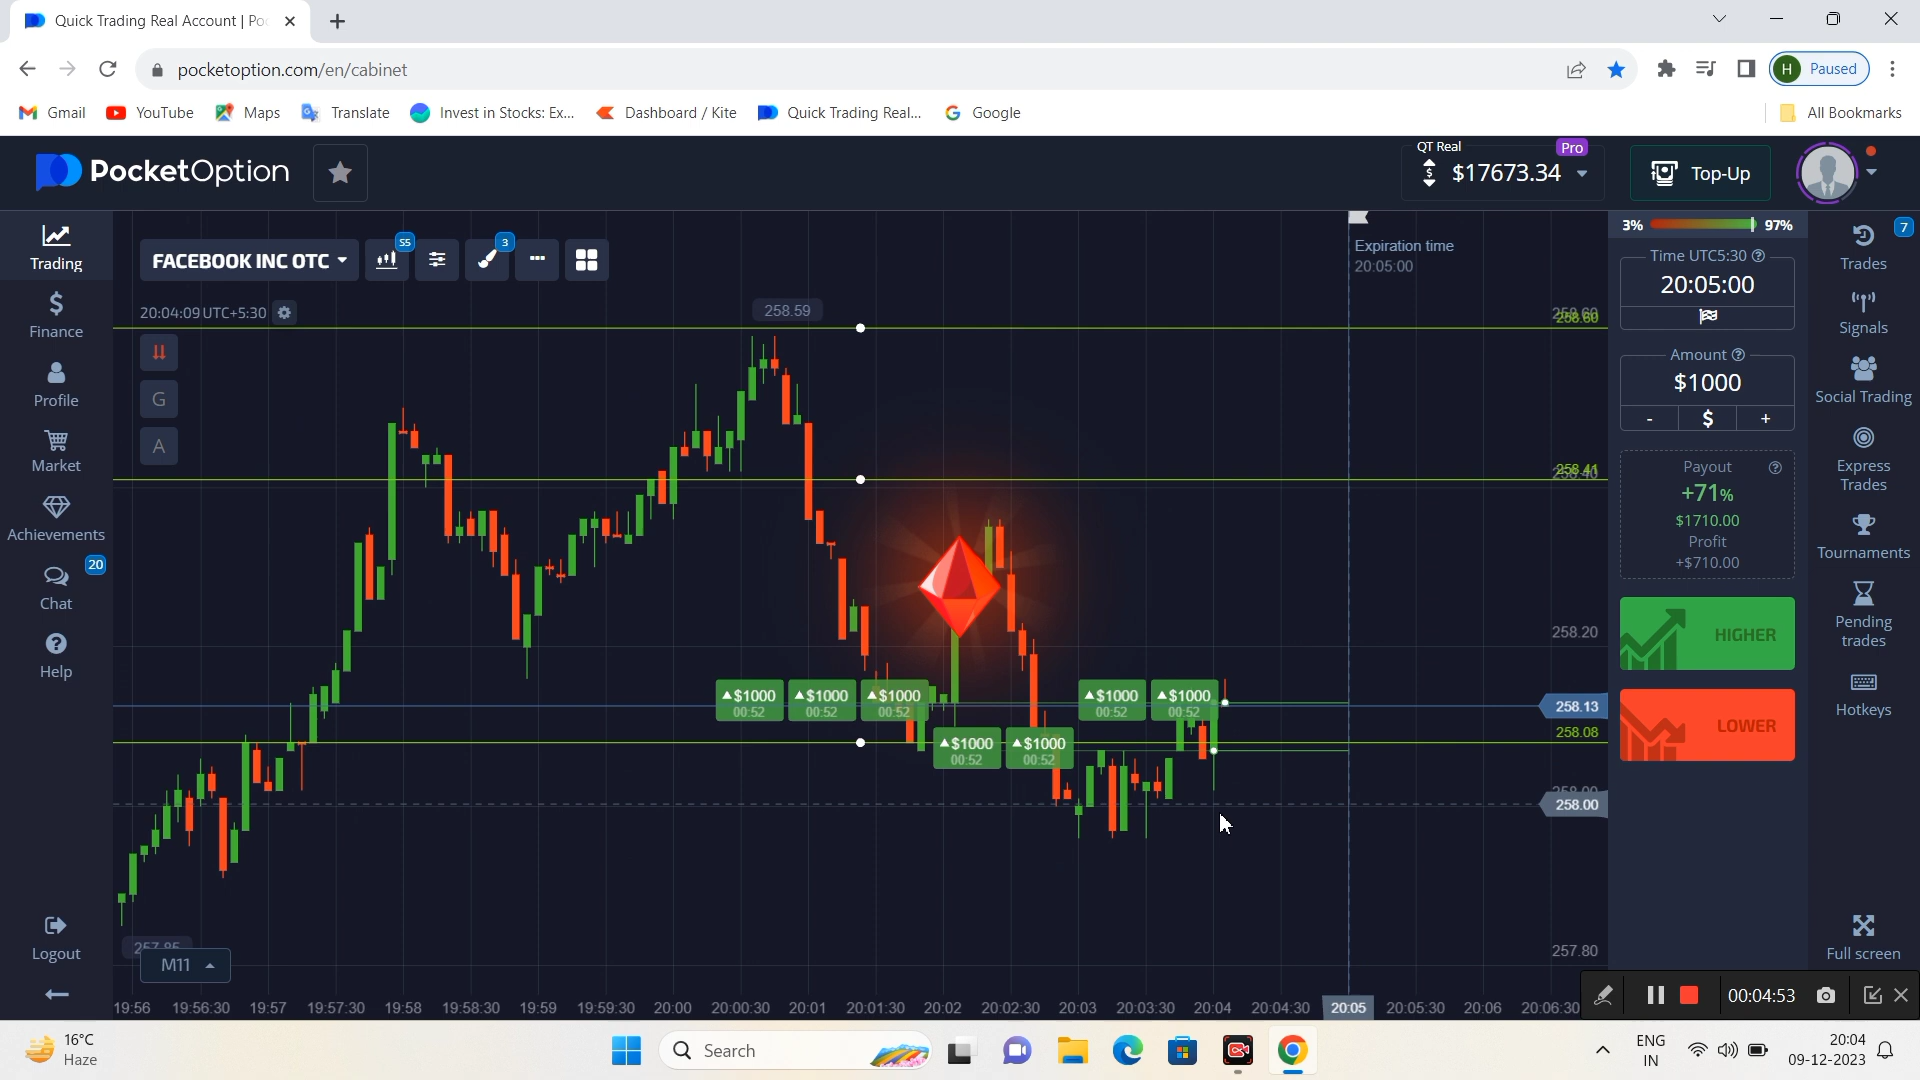 Quick Trading Real Account | Po
pocketoption.com/en/cabinet
H Paused
Gmail YouTube Maps Translate Invest in Stocks: Ex... Dashboard / Kite Quick Trading Real... Google All Bookmarks
PocketOption
QT Real Pro
$17673.34
Top-Up
Trading
Finance
Profile
Market
Achievements
20
Chat
Help
Logout
FACEBOOK INC OTC
55
3
20:04:09 UTC+5:30
G
A
258.59
Expiration time
20:05:00
258.60
258.41
258.20
258.13
258.08
258.00
257.80
▲$1000 ▲$1000 ▲$1000 ▲$1000 ▲$1000
00:52 00:52 00:52 00:52 00:52
▲$1000 ▲$1000
00:52 00:52
257.85
M11
19:56 19:56:30 19:57 19:57:30 19:58 19:58:30 19:59 19:59:30 20:00 20:00:30 20:01 20:01:30 20:02 20:02:30 20:03 20:03:30 20:04 20:04:30 20:05 20:05:30 20:06 20:06:30
3% 97%
Time UTC5:30
20:05:00
Amount
$1000
- $ +
Payout
+71%
$1710.00
Profit
+$710.00
HIGHER
LOWER
7
Trades
Signals
Social Trading
Express
Trades
Tournaments
Pending
trades
Hotkeys
Full screen
00:04:53
16°C
Haze
Search
ENG
IN
20:04
09-12-2023